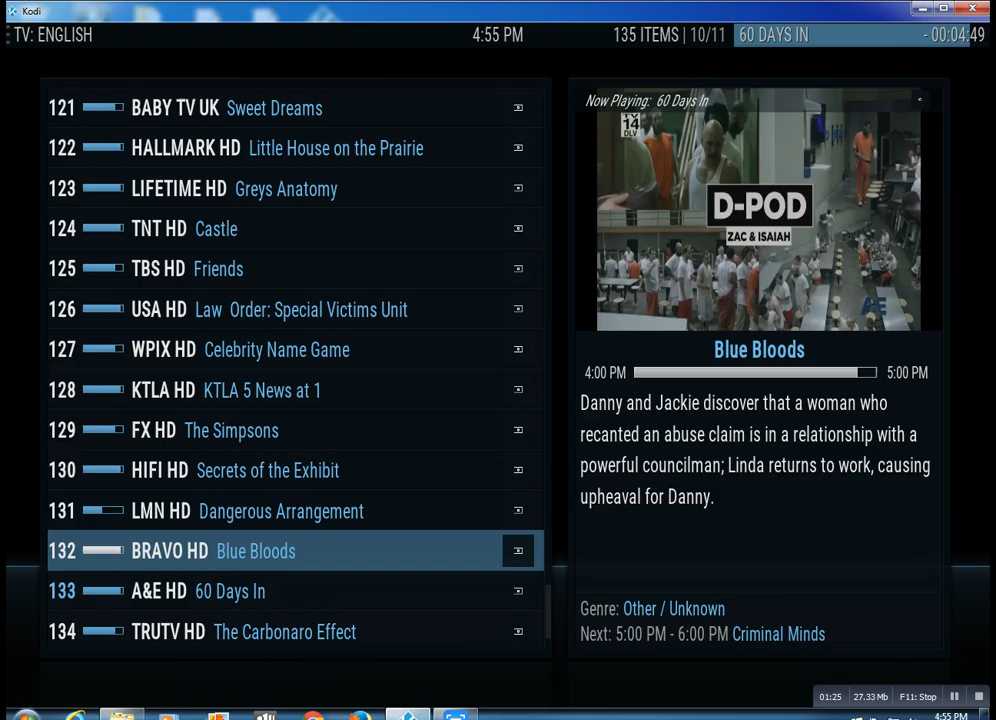 Kodi
TV: ENGLISH
4:55 PM
135 ITEMS | 10/11
60 DAYS IN
- 00:04:49
121 BABY TV UK Sweet Dreams
122 HALLMARK HD Little House on the Prairie
123 LIFETIME HD Greys Anatomy
124 TNT HD Castle
125 TBS HD Friends
126 USA HD Law Order: Special Victims Unit
127 WPIX HD Celebrity Name Game
128 KTLA HD KTLA 5 News at 1
129 FX HD The Simpsons
130 HIFI HD Secrets of the Exhibit
131 LMN HD Dangerous Arrangement
132 BRAVO HD Blue Bloods
133 A&E HD 60 Days In
134 TRUTV HD The Carbonaro Effect
Now Playing: 60 Days In
TV
14
DLV
D-POD
ZAC & ISAIAH
A&E
Blue Bloods
4:00 PM
5:00 PM
Danny and Jackie discover that a woman who
recanted an abuse claim is in a relationship with a
powerful councilman; Linda returns to work, causing
upheaval for Danny.
Genre: Other / Unknown
Next: 5:00 PM - 6:00 PM Criminal Minds
01:25
27.33 Mb
F11: Stop
4:55 PM